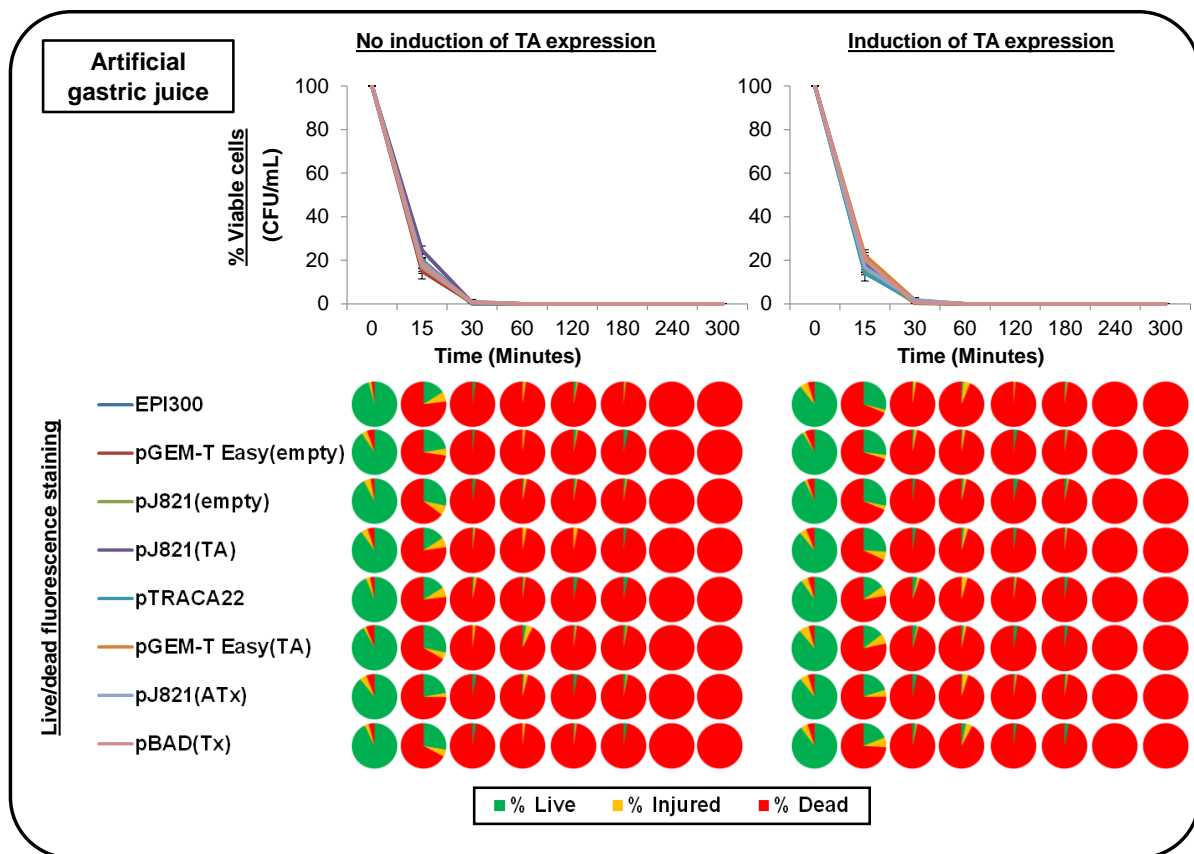 No induction of TA expression
Induction of TA expression
Artificial
gastric juice
% Viable cells
(CFU/mL)
100
80
60
40
20
0
0 15 30 60 120 180 240 300
Time (Minutes)
100
80
60
40
20
0
0 15 30 60 120 180 240 300
Time (Minutes)
Live/dead fluorescence staining
EPI300
pGEM-T Easy(empty)
pJ821(empty)
pJ821(TA)
pTRACA22
pGEM-T Easy(TA)
pJ821(ATx)
pBAD(Tx)
% Live % Injured % Dead